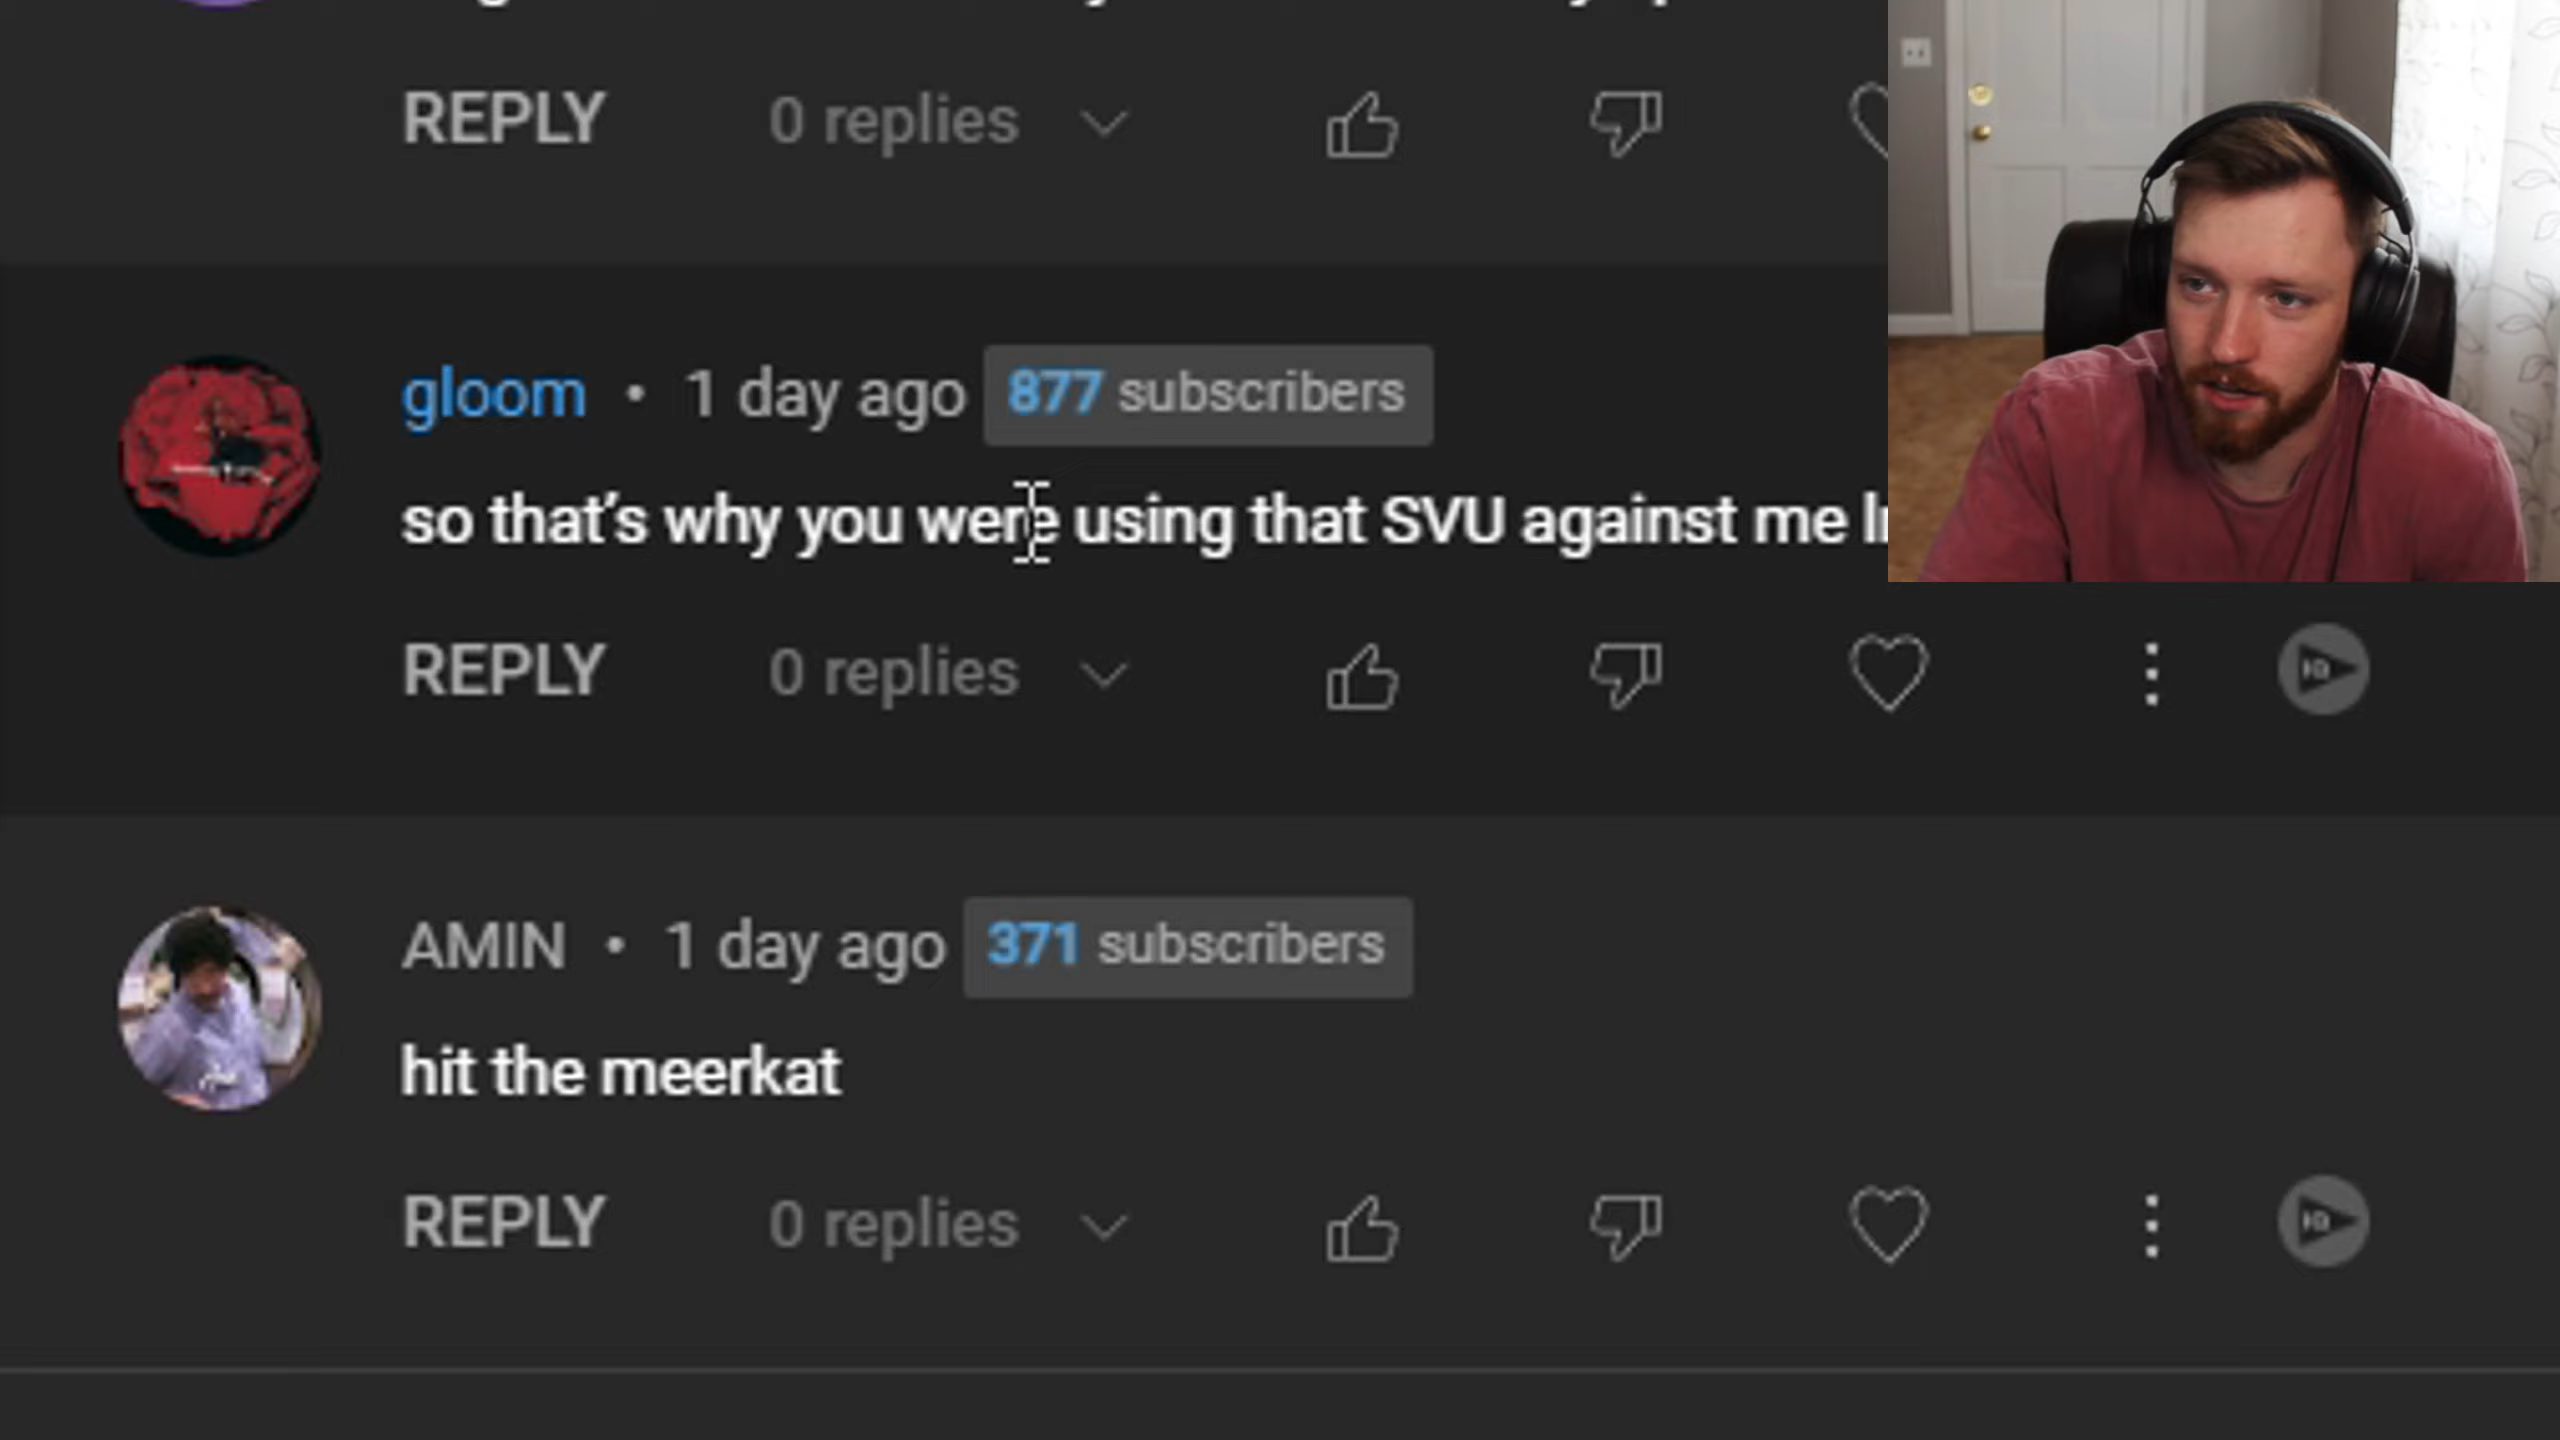 REPLY 0 replies
gloom • 1 day ago 877 subscribers
so that's why you were using that SVU against me
REPLY 0 replies
AMIN • 1 day ago 371 subscribers
hit the meerkat
REPLY 0 replies